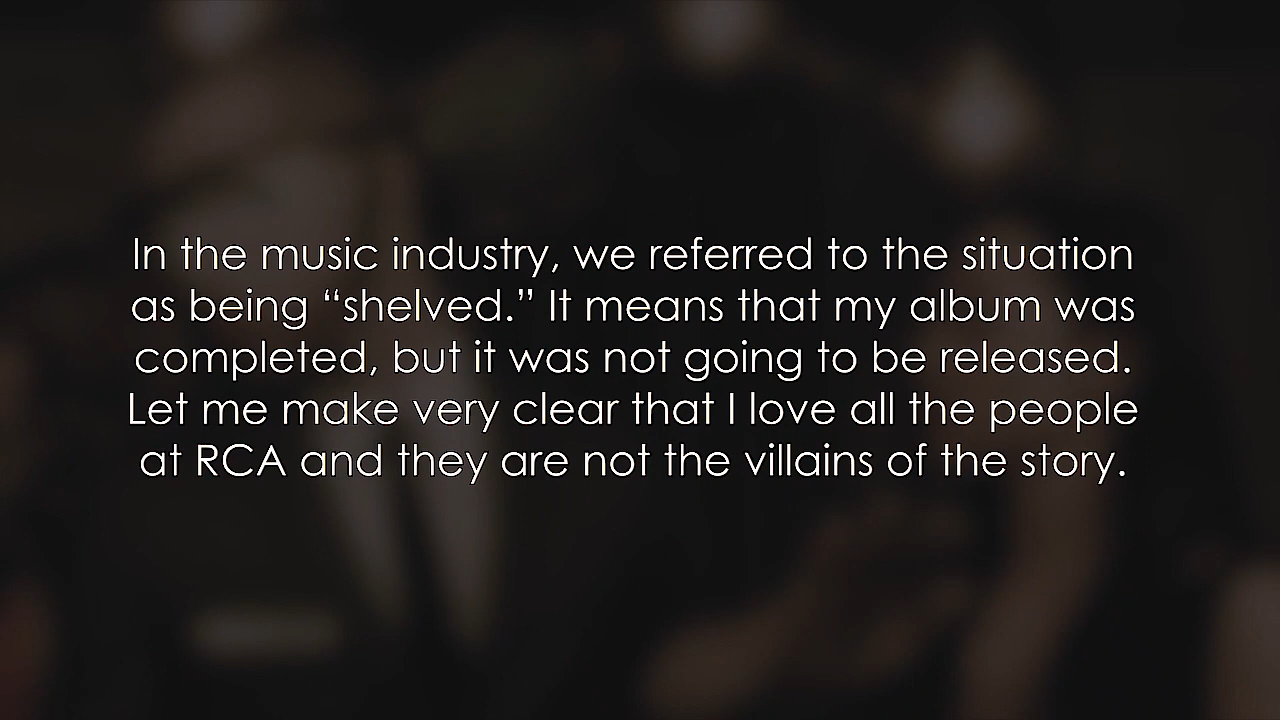 In the music industry, we referred to the situation
as being “shelved.” It means that my album was
completed, but it was not going to be released.
Let me make very clear that I love all the people
at RCA and they are not the villains of the story.